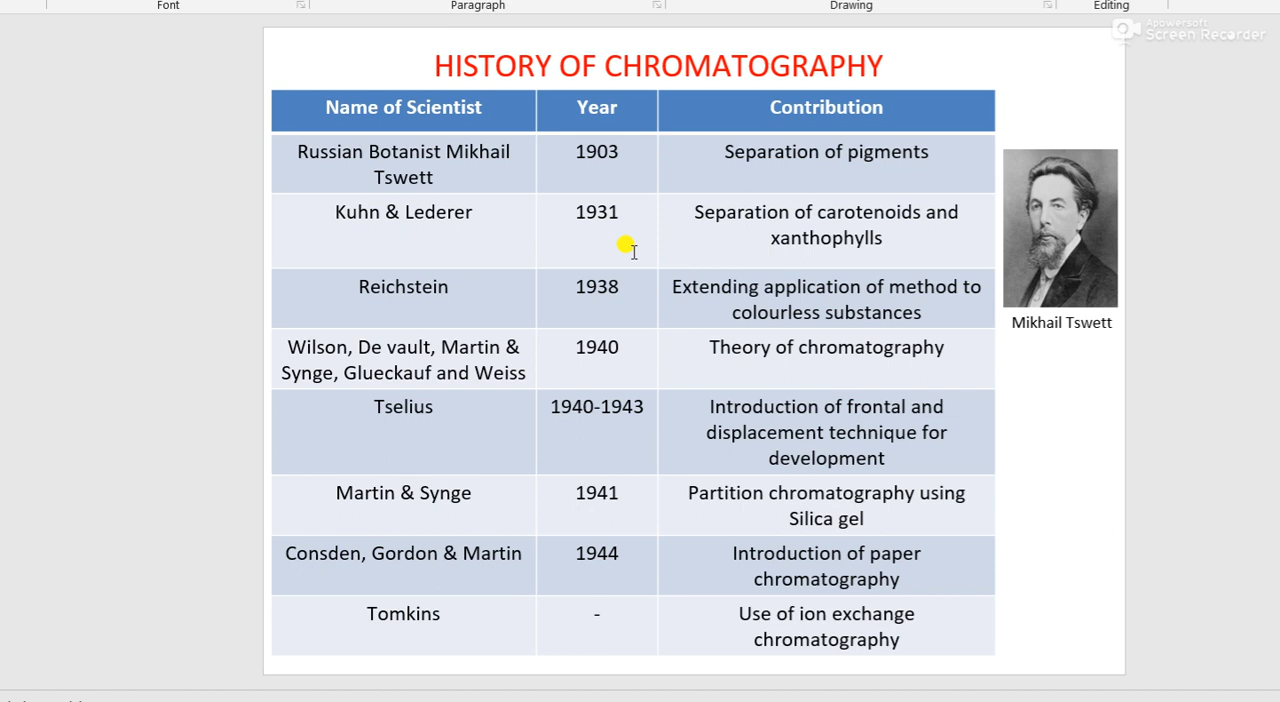 Font Paragraph Drawing Editing
Apowersoft
Screen Recorder
HISTORY OF CHROMATOGRAPHY
Name of Scientist Year Contribution
Russian Botanist Mikhail
Tswett 1903 Separation of pigments
Kuhn & Lederer 1931 Separation of carotenoids and
xanthophylls
Reichstein 1938 Extending application of method to
colourless substances
Wilson, De vault, Martin &
Synge, Glueckauf and Weiss 1940 Theory of chromatography
Tselius 1940-1943 Introduction of frontal and
displacement technique for
development
Martin & Synge 1941 Partition chromatography using
Silica gel
Consden, Gordon & Martin 1944 Introduction of paper
chromatography
Tomkins - Use of ion exchange
chromatography
Mikhail Tswett